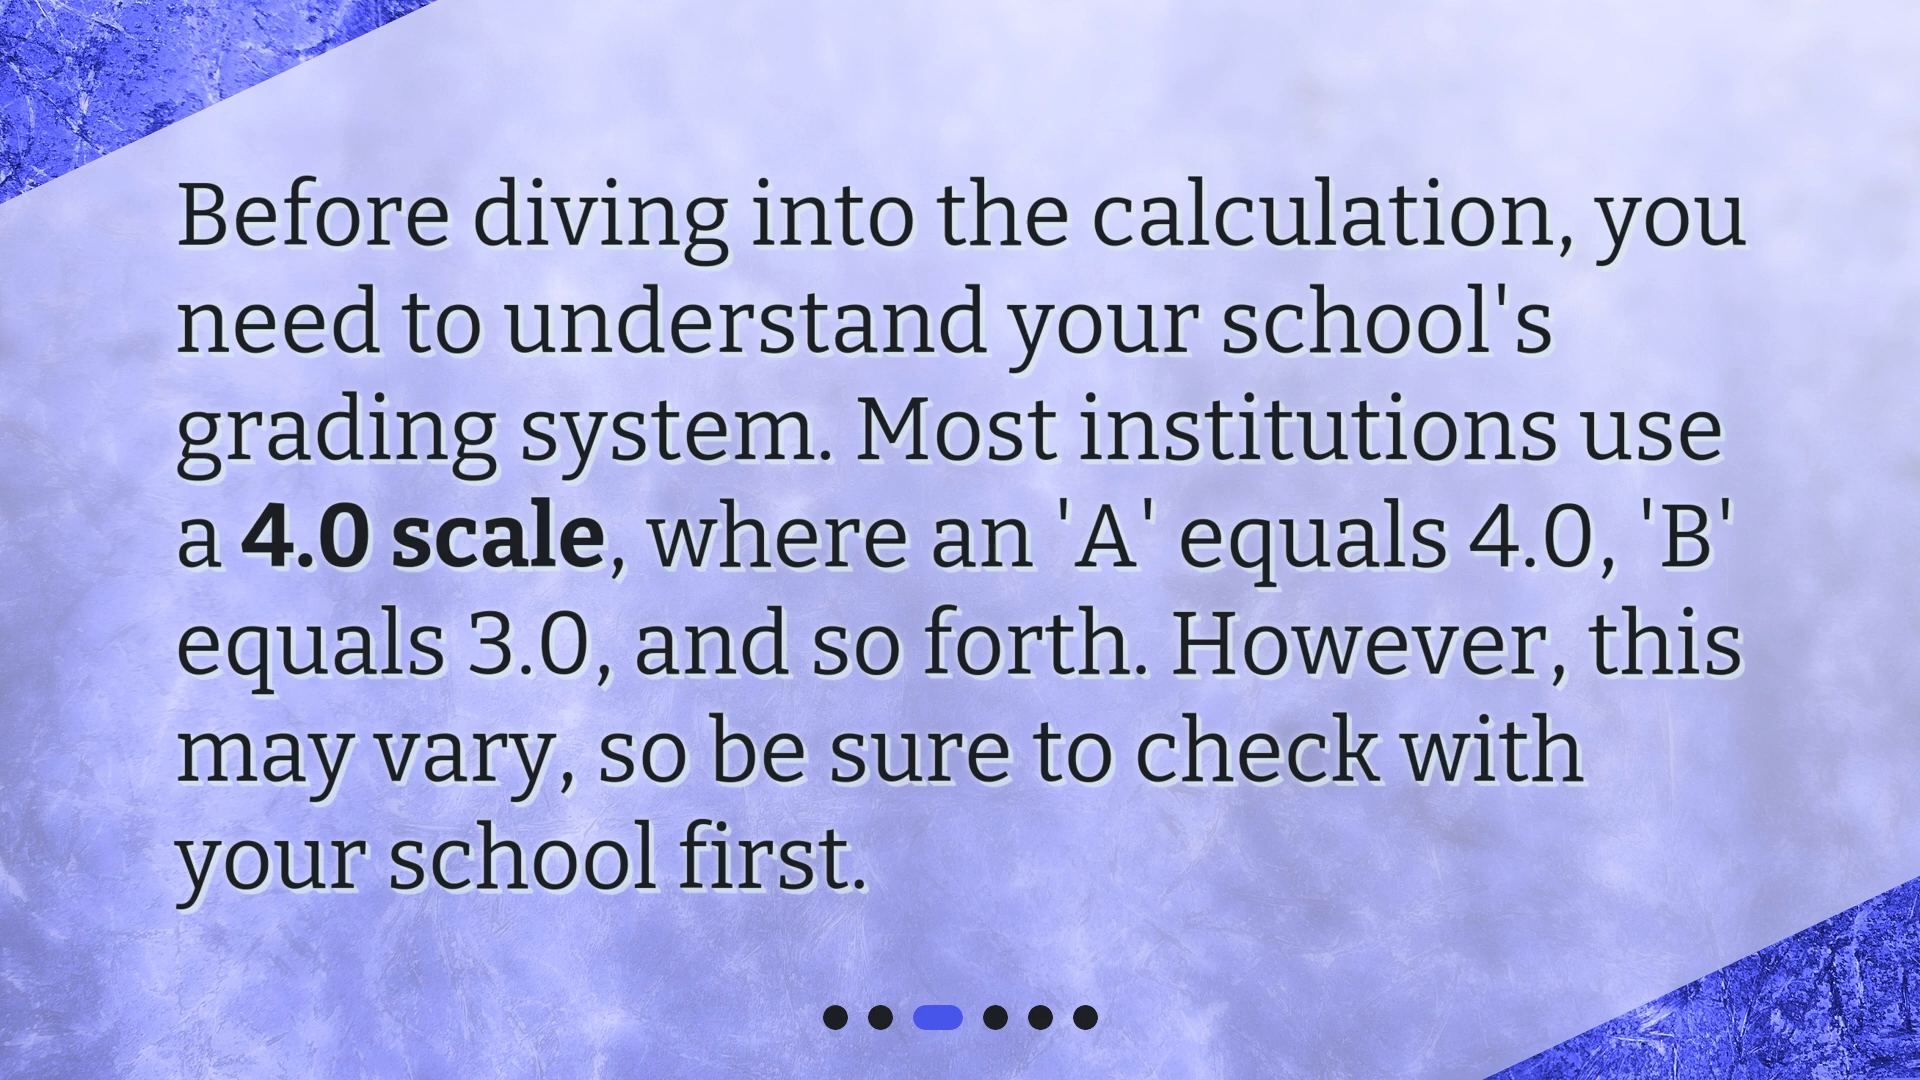 Before diving into the calculation, you
need to understand your school's
grading system. Most institutions use
a 4.0 scale, where an 'A' equals 4.0, 'B'
equals 3.0, and so forth. However, this
may vary, so be sure to check with
your school first.